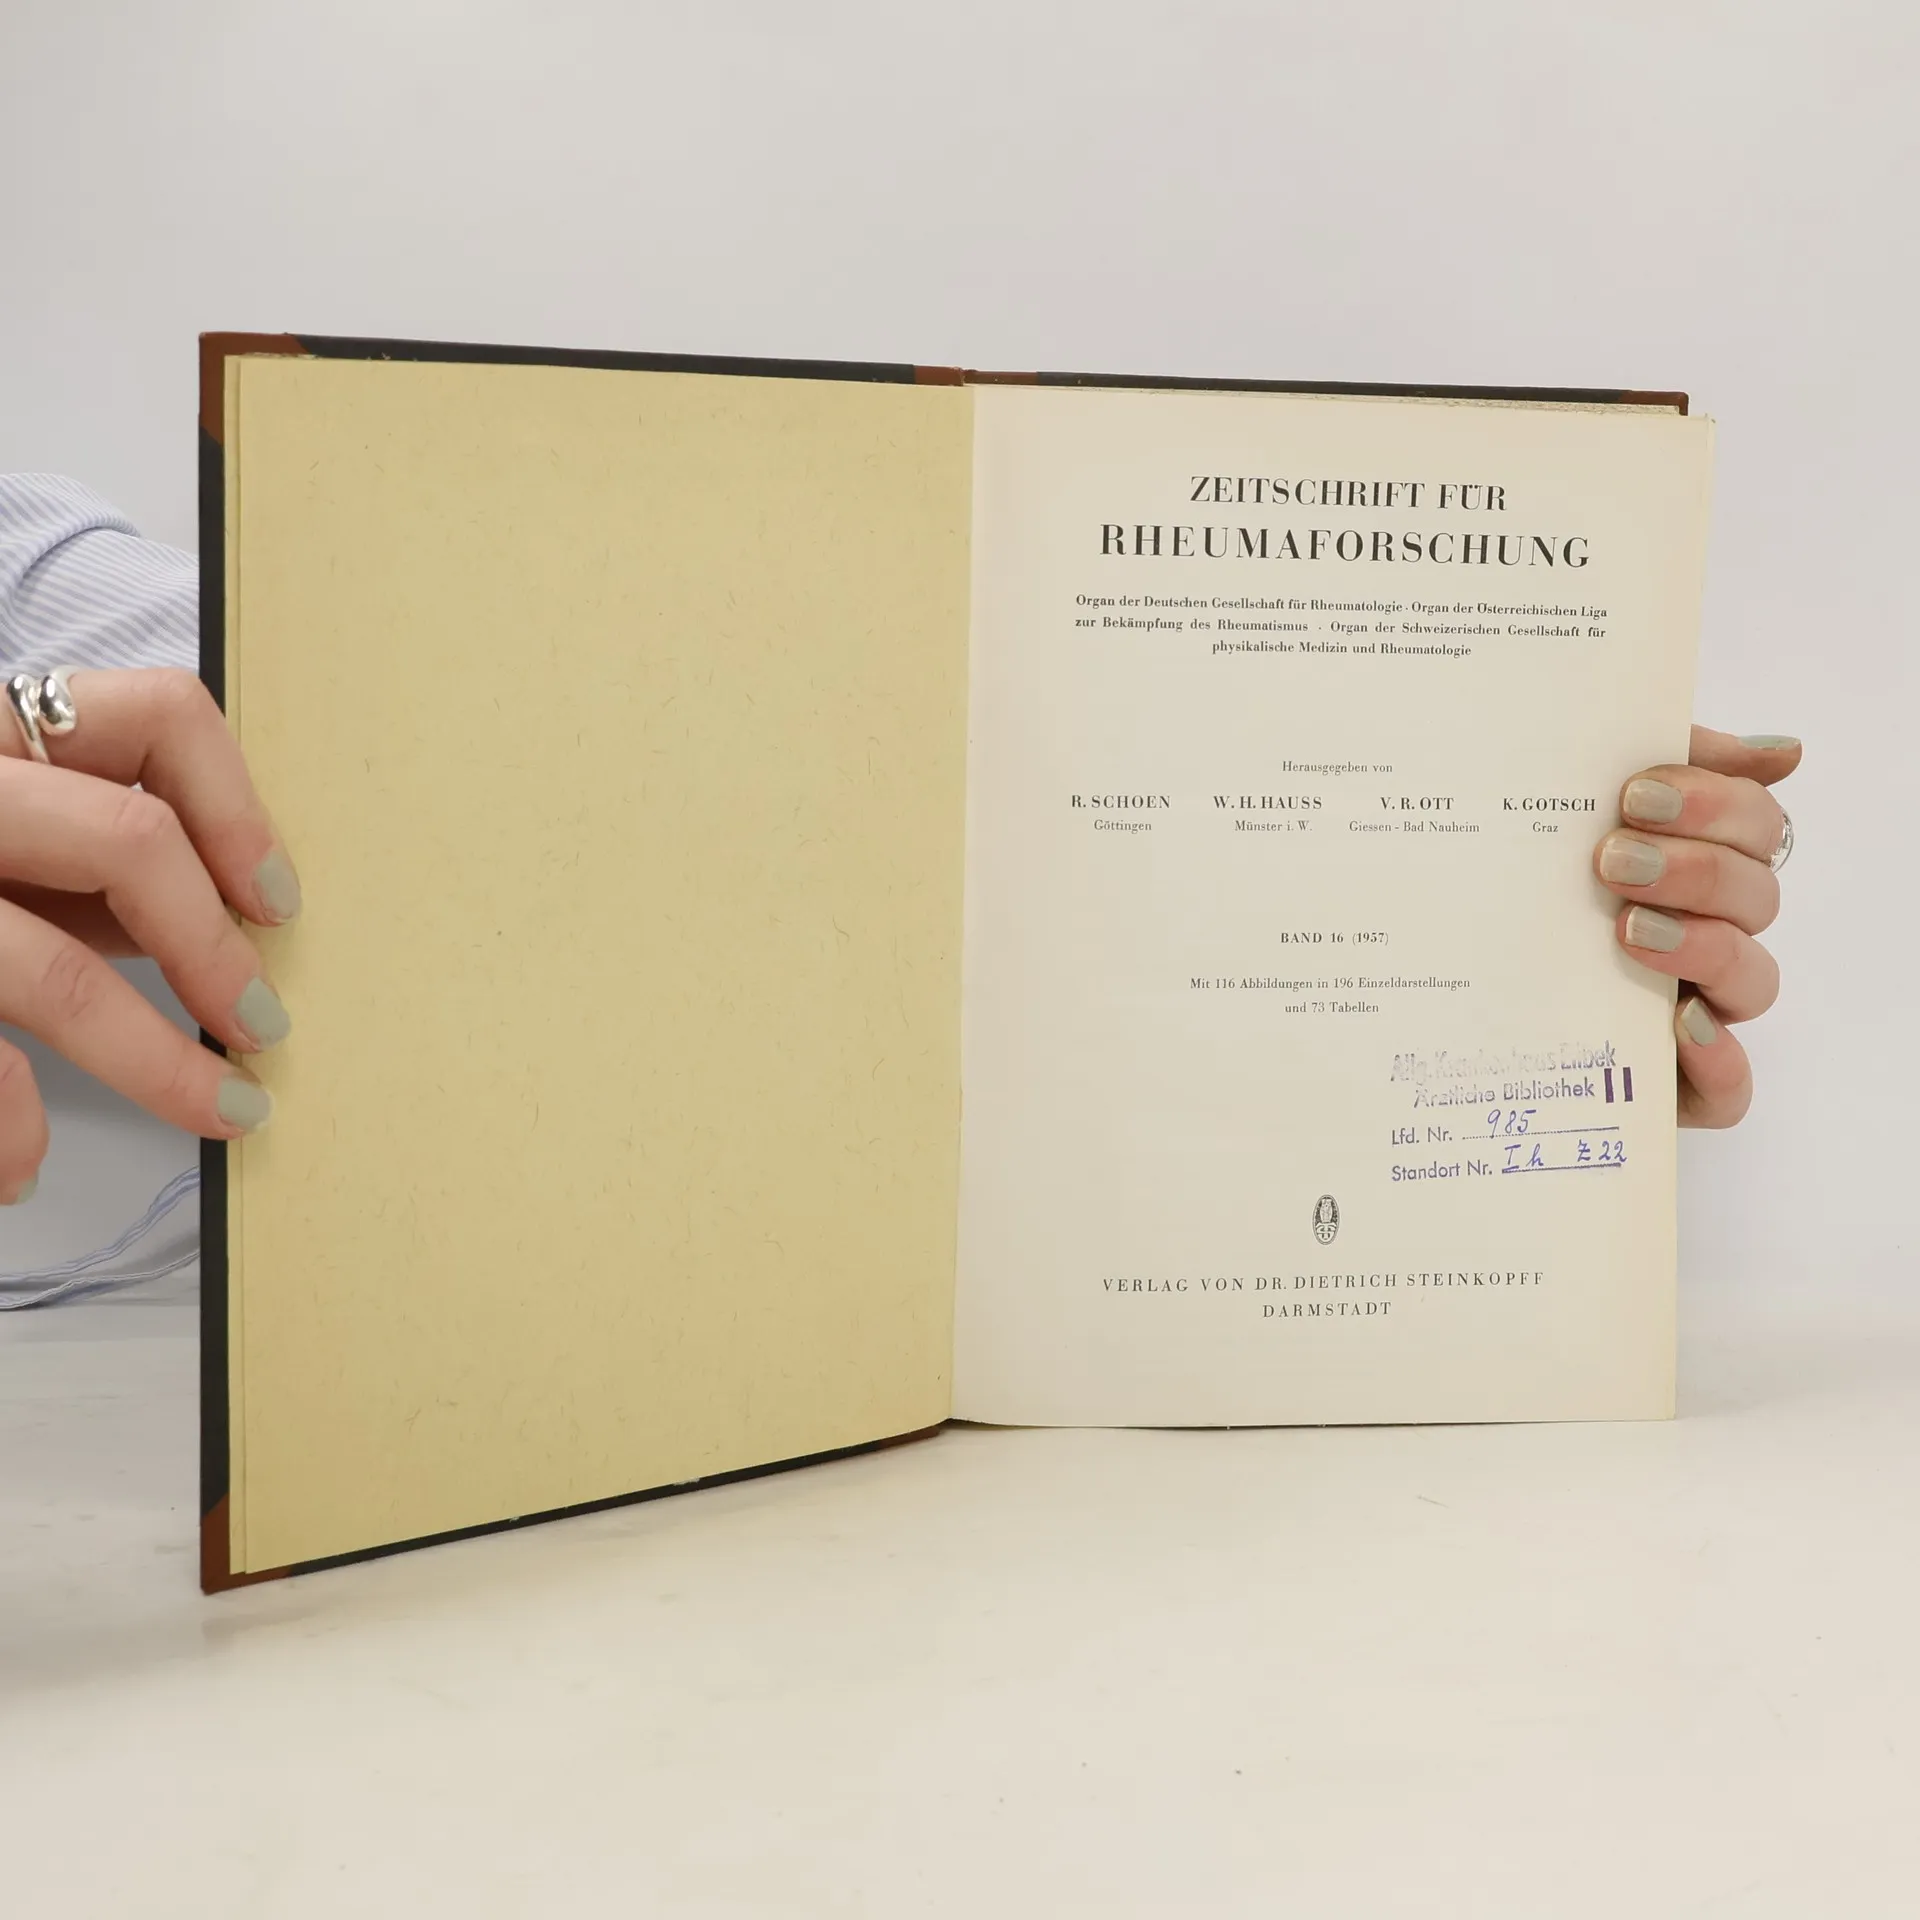 ZEITSCHRIFT FÜR
RHEUMAFORSCHUNG
Organ der Deutschen Gesellschaft für Rheumatologie · Organ der Österreichischen Liga
zur Bekämpfung des Rheumatismus · Organ der Schweizerischen Gesellschaft für
physikalische Medizin und Rheumatologie
Herausgegeben von
R. SCHOEN W. H. HAUSS V. R. OTT K. GOTSCH
Göttingen Münster i. W. Giessen - Bad Nauheim Graz
BAND 16 (1957)
Mit 116 Abbildungen in 196 Einzeldarstellungen
und 73 Tabellen
Allg. Krankenhaus Eilbek
Ärztliche Bibliothek II
Lfd. Nr. 985
Standort Nr. I h Z 22
VERLAG VON DR. DIETRICH STEINKOPFF
DARMSTADT